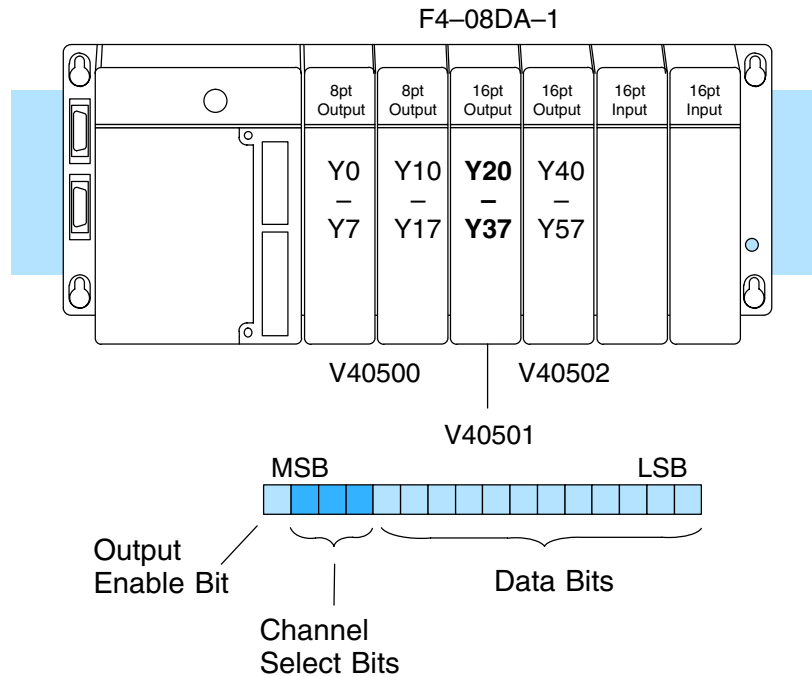 F4–08DA–1
8pt Output
8pt Output
16pt Output
16pt Output
16pt Input
16pt Input
Y0 – Y7
Y10 – Y17
Y20 – Y37
Y40 – Y57
V40500
V40502
V40501
MSB
LSB
Output
Enable Bit
Data Bits
Channel
Select Bits